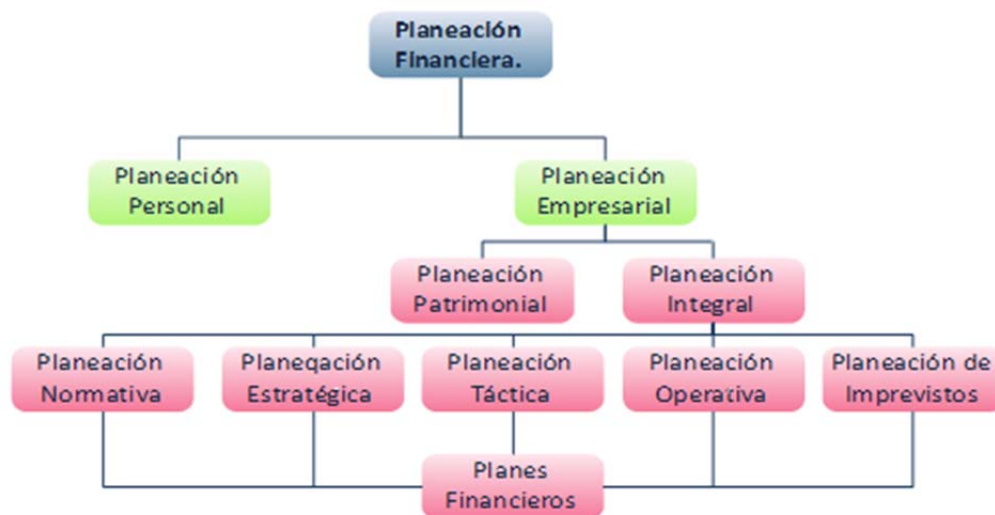 Planeación
Financiera.
Planeación
Personal
Planeación
Empresarial
Planeación
Patrimonial
Planeación
Integral
Planeación
Normativa
Planeqación
Estratégica
Planeación
Táctica
Planeación
Operativa
Planeación de
Imprevistos
Planes
Financieros